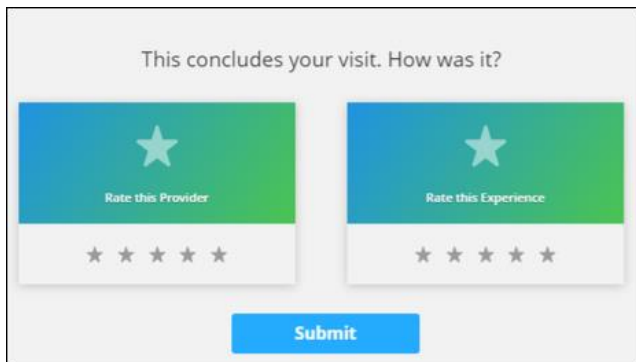 This concludes your visit. How was it?
Rate this Provider
Rate this Experience
Submit